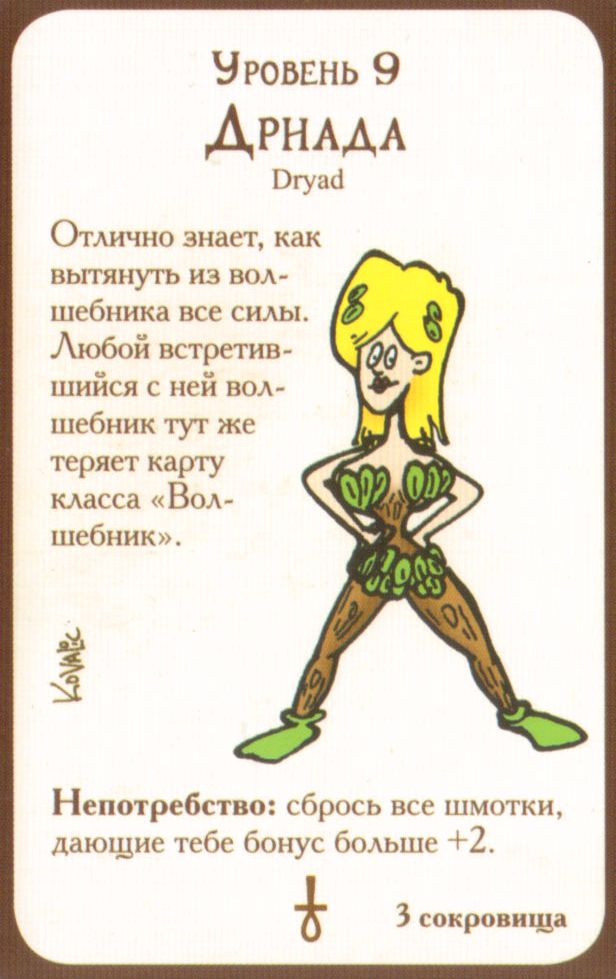 Уровень 9
Дриада
Dryad
Отлично знает, как
вытянуть из вол-
шебника все силы.
Любой встретив-
шийся с ней вол-
шебник тут же
теряет карту
класса «Вол-
шебник».
Kovalic
Непотребство: сбрось все шмотки,
дающие тебе бонус больше +2.
3 сокровища